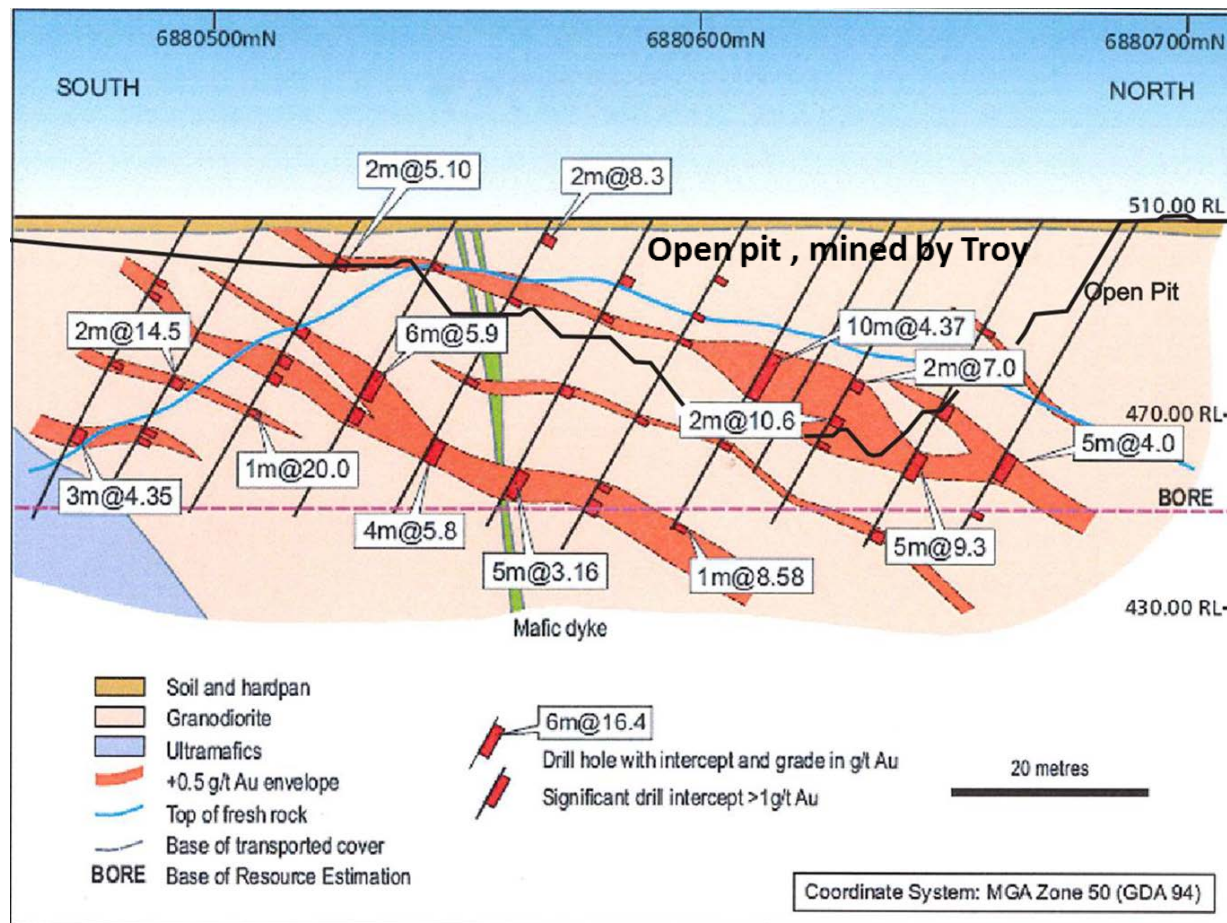 6880500mN
6880600mN
6880700mN
SOUTH
NORTH
2m@5.10
2m@8.3
510.00 RL
Open pit , mined by Troy
Open Pit
2m@14.5
6m@5.9
10m@4.37
2m@7.0
2m@10.6
470.00 RL
5m@4.0
1m@20.0
3m@4.35
BORE
4m@5.8
5m@3.16
1m@8.58
5m@9.3
430.00 RL
Mafic dyke
Soil and hardpan
Granodiorite
Ultramafics
+0.5 g/t Au envelope
Top of fresh rock
Base of transported cover
BORE Base of Resource Estimation
6m@16.4
Drill hole with intercept and grade in g/t Au
Significant drill intercept >1g/t Au
20 metres
Coordinate System: MGA Zone 50 (GDA 94)